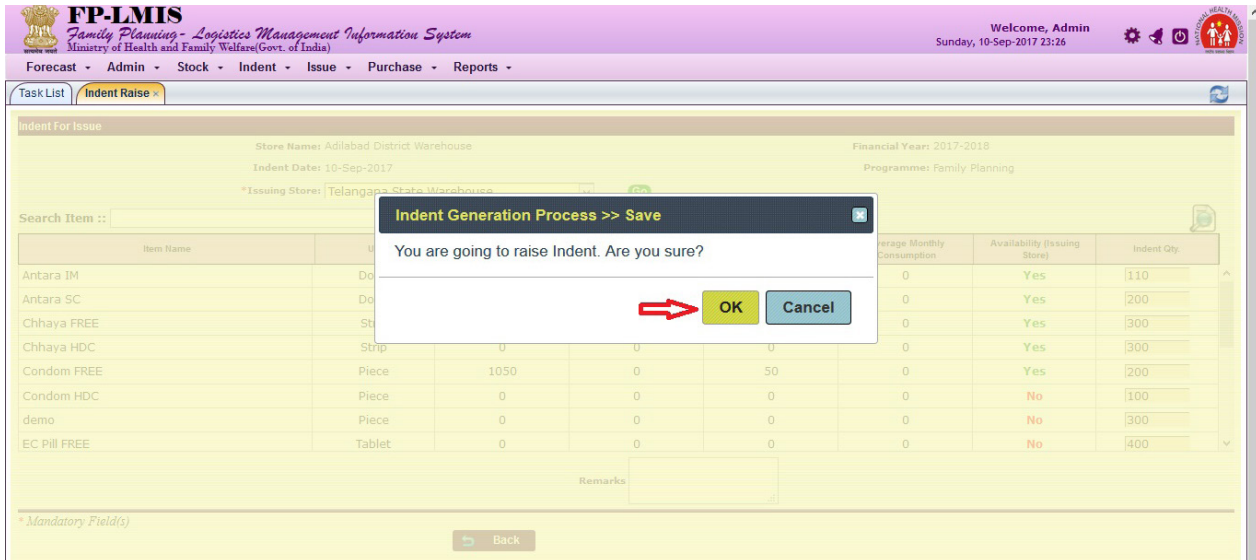 FP-LMIS
Family Planning - Logistics Management Information System
Ministry of Health and Family Welfare(Govt. of India)
सत्यमेव जयते
Welcome, Admin
Sunday, 10-Sep-2017 23:26
NATIONAL HEALTH MISSION
Forecast Admin Stock Indent Issue Purchase Reports
Task List Indent Raise ×
Indent For Issue
Store Name: Adilabad District Warehouse Financial Year: 2017-2018
Indent Date: 10-Sep-2017 Programme: Family Planning
*Issuing Store: Telangana State Warehouse Go
Search Item ::
Indent Generation Process >> Save
You are going to raise Indent. Are you sure?
OK Cancel
Item Name Monthly Consumption Availability (Issuing Store) Indent Qty.
Antara IM 0 Yes 110
Antara SC 0 Yes 200
Chhaya FREE 0 Yes 300
Chhaya HDC Strip 0 0 0 0 Yes 300
Condom FREE Piece 1050 0 50 0 Yes 200
Condom HDC Piece 0 0 0 0 No 100
demo Piece 0 0 0 0 No 300
EC Pill FREE Tablet 0 0 0 0 No 400
Remarks
* Mandatory Field(s)
Back